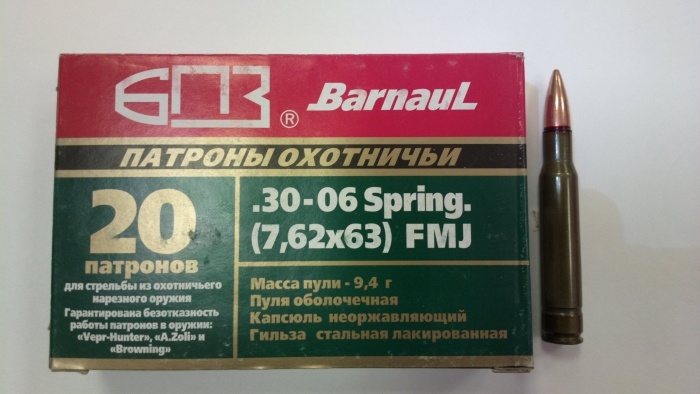 БПЗ ® Barnaul
ПАТРОНЫ ОХОТНИЧЬИ
20
патронов
для стрельбы из охотничьего
нарезного оружия
Гарантирована безотказность
работы патронов в оружии:
«Vepr-Hunter», «A.Zoli» и
«Browning»
.30-06 Spring.
(7,62x63) FMJ
Масса пули - 9,4 г
Пуля оболочечная
Капсюль неоржавляющий
Гильза стальная лакированная